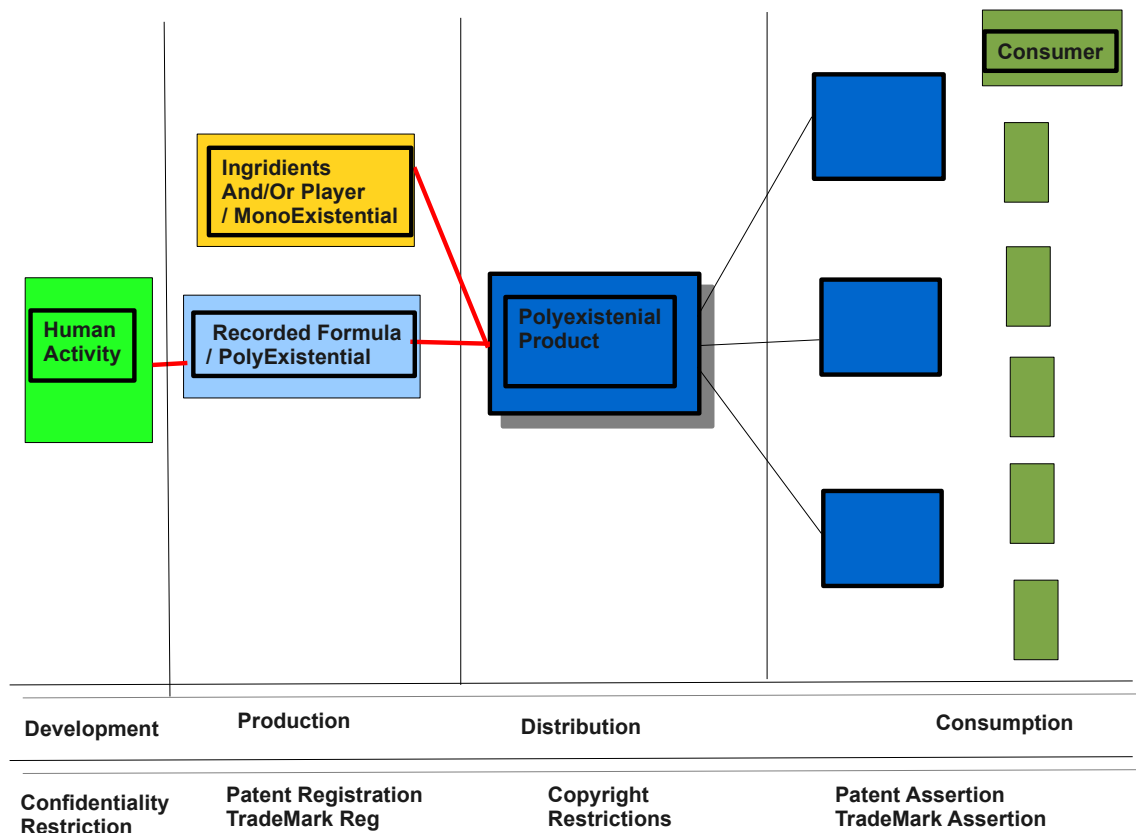 Consumer
Ingridients
And/Or Player
/ MonoExistential
Human
Activity
Recorded Formula
/ PolyExistential
Polyexistenial
Product
Development
Production
Distribution
Consumption
Confidentiality
Restriction
Patent Registration
TradeMark Reg
Copyright
Restrictions
Patent Assertion
TradeMark Assertion